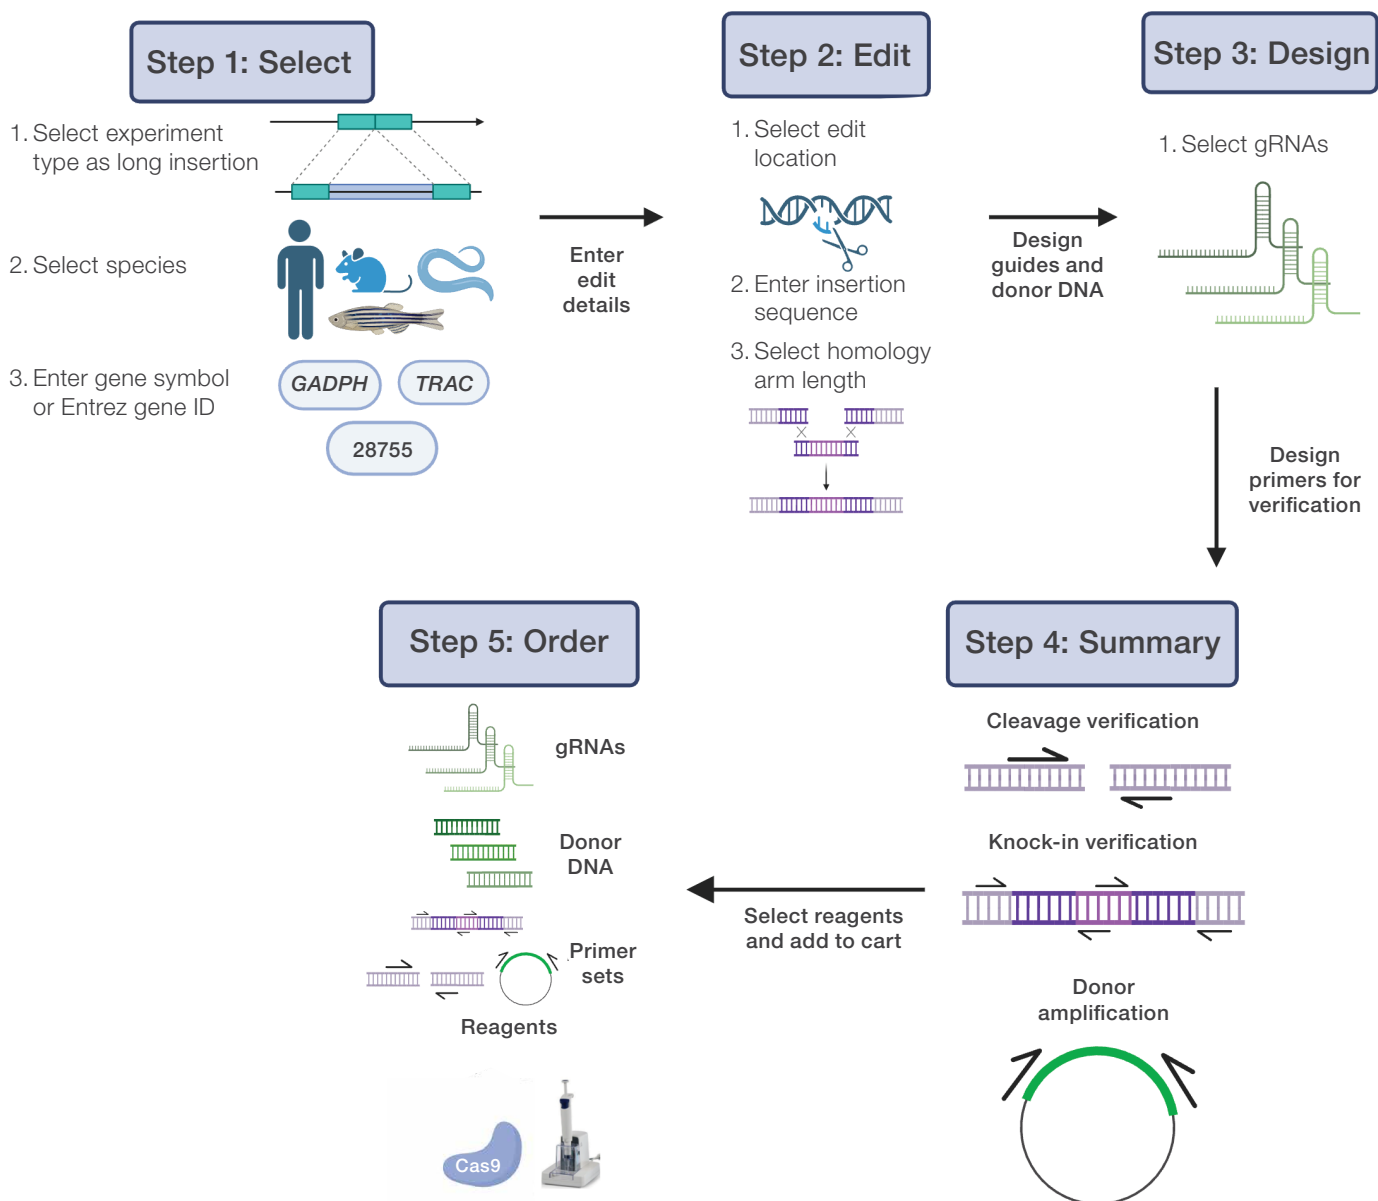 Step 1: Select
1. Select experiment
type as long insertion
2. Select species
3. Enter gene symbol
or Entrez gene ID
GADPH
TRAC
28755
Enter
edit
details
Step 2: Edit
1. Select edit
location
2. Enter insertion
sequence
3. Select homology
arm length
Design
guides and
donor DNA
Step 3: Design
1. Select gRNAs
Design
primers for
verification
Step 4: Summary
Cleavage verification
Knock-in verification
Donor
amplification
Select reagents
and add to cart
Step 5: Order
gRNAs
Donor
DNA
Primer
sets
Reagents
Cas9